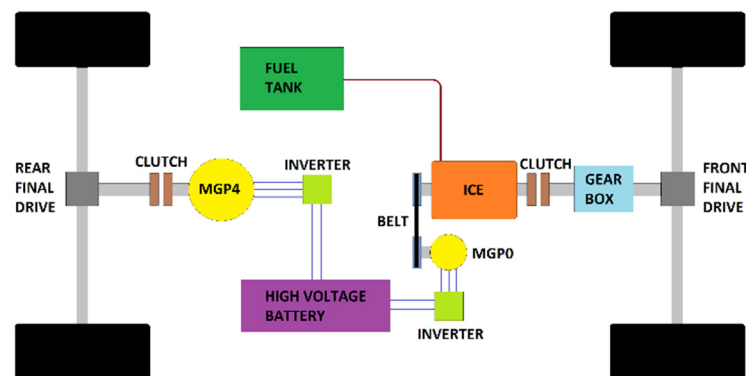 FUEL
TANK
REAR
FINAL
DRIVE
CLUTCH
MGP4
INVERTER
BELT
ICE
CLUTCH
GEAR
BOX
FRONT
FINAL
DRIVE
MGP0
HIGH VOLTAGE
BATTERY
INVERTER